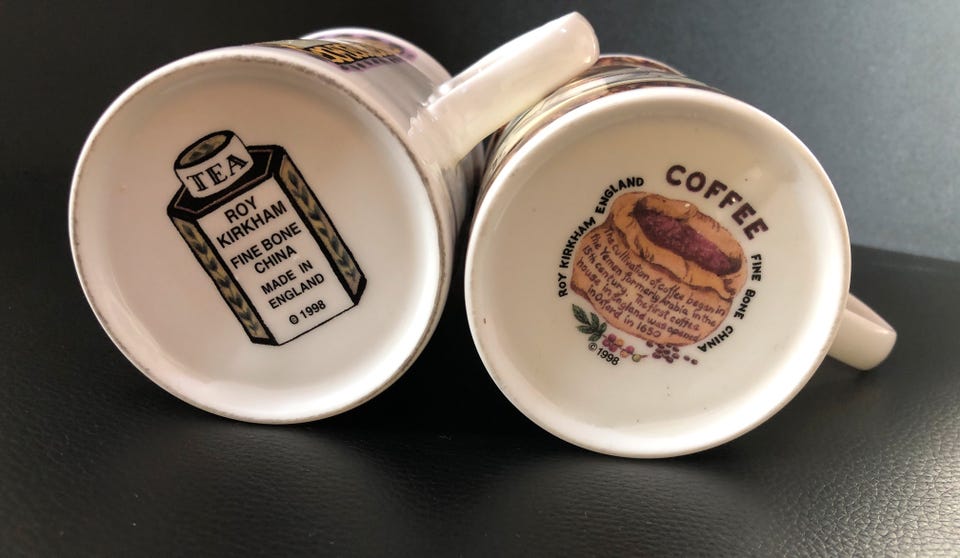 TEA
ROY
KIRKHAM
FINE BONE
CHINA
MADE IN
ENGLAND
© 1998
COFFEE
ROY KIRKHAM ENGLAND
FINE BONE CHINA
The Cultivation of coffee began in
the Yemen formerly Arabia in the
15th century. The first coffee
house in England was opened
in Oxford in 1650
© 1998